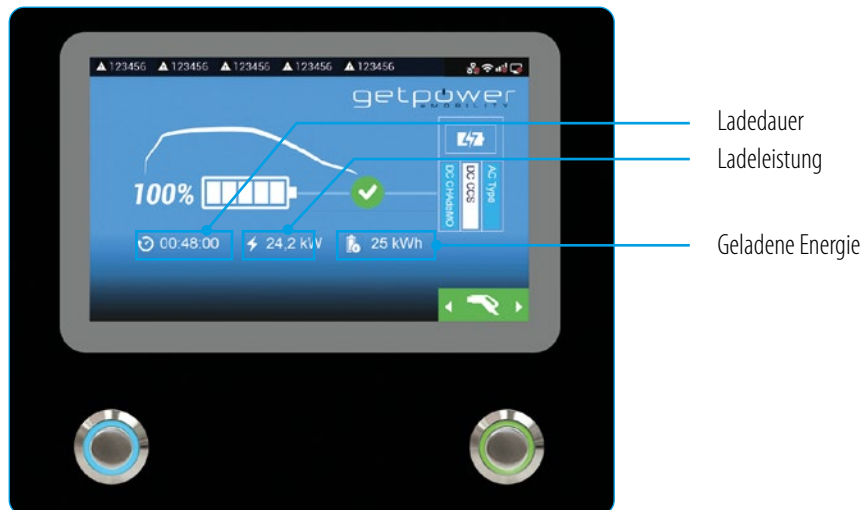 123456 123456 123456 123456 123456
getpower
eMOBILITY
100%
DC CHAdeMO
DC CCS
AC Type
00:48:00 24,2 kW 25 kWh
Ladedauer
Ladeleistung
Geladene Energie